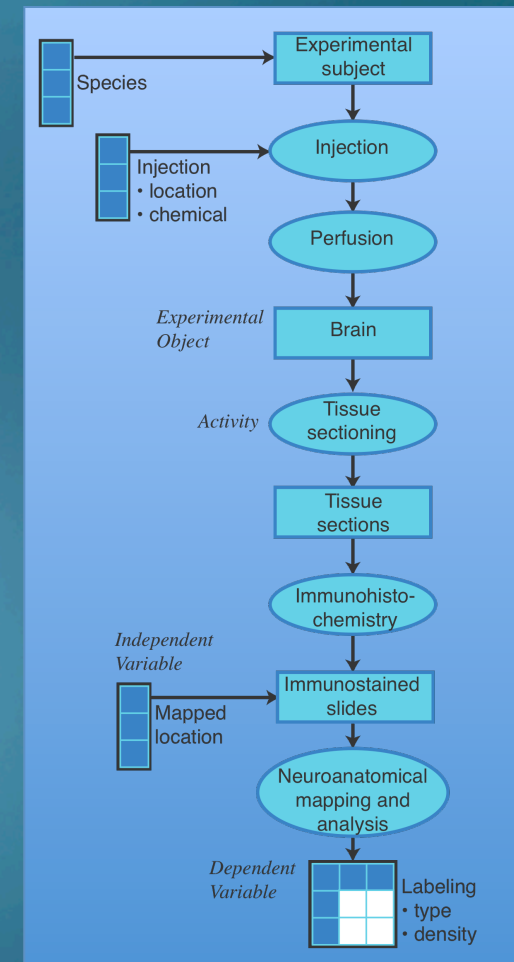 Experimental
subject
Species
Injection
Injection
• location
• chemical
Perfusion
Experimental
Object
Brain
Activity
Tissue
sectioning
Tissue
sections
Immunohisto-
chemistry
Independent
Variable
Immunostained
slides
Mapped
location
Neuroanatomical
mapping and
analysis
Dependent
Variable
Labeling
• type
• density